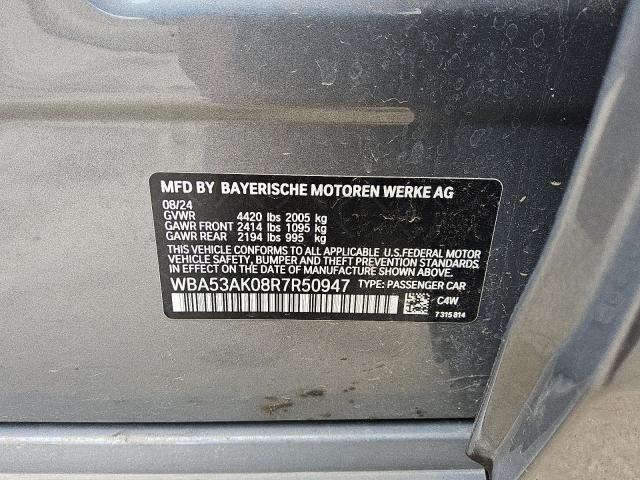 MFD BY BAYERISCHE MOTOREN WERKE AG
08/24
GVWR 4420 lbs 2005 kg
GAWR FRONT 2414 lbs 1095 kg
GAWR REAR 2194 lbs 995 kg
THIS VEHICLE CONFORMS TO ALL APPLICABLE U.S.FEDERAL MOTOR
VEHICLE SAFETY, BUMPER AND THEFT PREVENTION STANDARDS
IN EFFECT ON THE DATE OF MANUFACTURE SHOWN ABOVE.
WBA53AK08R7R50947 TYPE: PASSENGER CAR
C4W
7 315 814